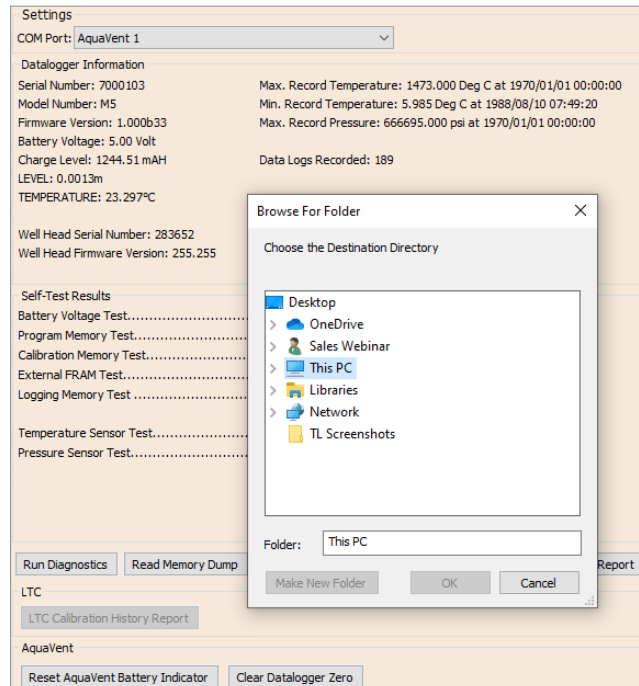 Settings
COM Port: AquaVent 1
Datalogger Information
Serial Number: 7000103
Model Number: M5
Firmware Version: 1.000b33
Battery Voltage: 5.00 Volt
Charge Level: 1244.51 mAH
LEVEL: 0.0013m
TEMPERATURE: 23.297ºC
Max. Record Temperature: 1473.000 Deg C at 1970/01/01 00:00:00
Min. Record Temperature: 5.985 Deg C at 1988/08/10 07:49:20
Max. Record Pressure: 666695.000 psi at 1970/01/01 00:00:00
Data Logs Recorded: 189
Well Head Serial Number: 283652
Well Head Firmware Version: 255.255
Self-Test Results
Battery Voltage Test..........................
Program Memory Test..........................
Calibration Memory Test.......................
External FRAM Test............................
Logging Memory Test .........................
Temperature Sensor Test.....................
Pressure Sensor Test..........................
Browse For Folder
Choose the Destination Directory
Desktop
OneDrive
Sales Webinar
This PC
Libraries
Network
TL Screenshots
Folder: This PC
Make New Folder OK Cancel
Run Diagnostics Read Memory Dump Report
LTC
LTC Calibration History Report
AquaVent
Reset AquaVent Battery Indicator Clear Datalogger Zero